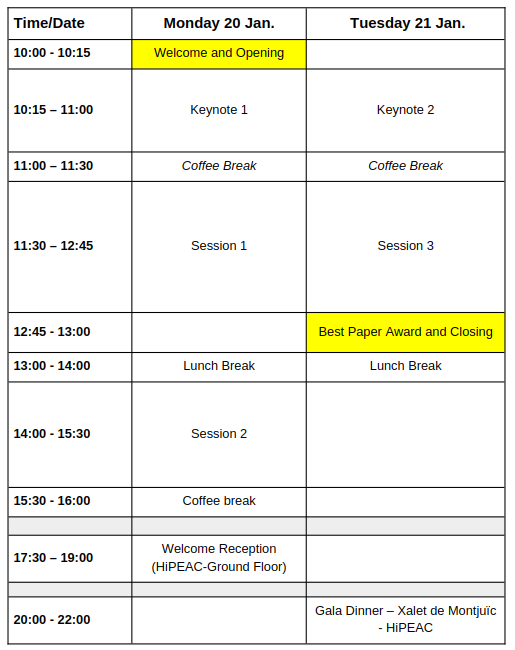 Time/Date Monday 20 Jan. Tuesday 21 Jan.
10:00 - 10:15 Welcome and Opening
10:15 – 11:00 Keynote 1 Keynote 2
11:00 – 11:30 Coffee Break Coffee Break
11:30 – 12:45 Session 1 Session 3
12:45 - 13:00 Best Paper Award and Closing
13:00 - 14:00 Lunch Break Lunch Break
14:00 - 15:30 Session 2
15:30 - 16:00 Coffee break
17:30 – 19:00 Welcome Reception
(HiPEAC-Ground Floor)
20:00 - 22:00 Gala Dinner – Xalet de Montjuïc
- HiPEAC